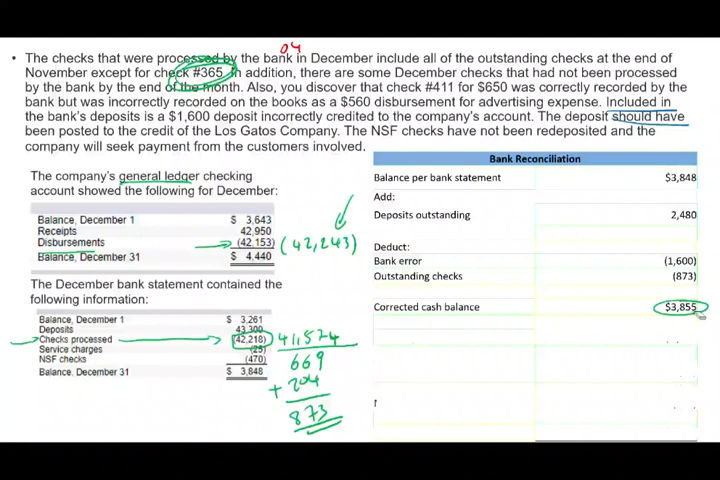 04
• The checks that were processed by the bank in December include all of the outstanding checks at the end of
November except for check #365. In addition, there are some December checks that had not been processed
by the bank by the end of the month. Also, you discover that check #411 for $650 was correctly recorded by the
bank but was incorrectly recorded on the books as a $560 disbursement for advertising expense. Included in
the bank's deposits is a $1,600 deposit incorrectly credited to the company's account. The deposit should have
been posted to the credit of the Los Gatos Company. The NSF checks have not been redeposited and the
company will seek payment from the customers involved.
The company's general ledger checking
account showed the following for December:
Balance, December 1 $ 3,643
Receipts 42,950
Disbursements (42,153) (42,243)
Balance, December 31 $ 4,440
The December bank statement contained the
following information:
Balance, December 1 $ 3,261
Deposits 43,300
Checks processed (42,218) 41,574
Service charges (25)
NSF checks (470)
Balance, December 31 $ 3,848
669
+ 204
873
Bank Reconciliation
Balance per bank statement $3,848
Add:
Deposits outstanding 2,480
Deduct:
Bank error (1,600)
Outstanding checks (873)
Corrected cash balance $3,855